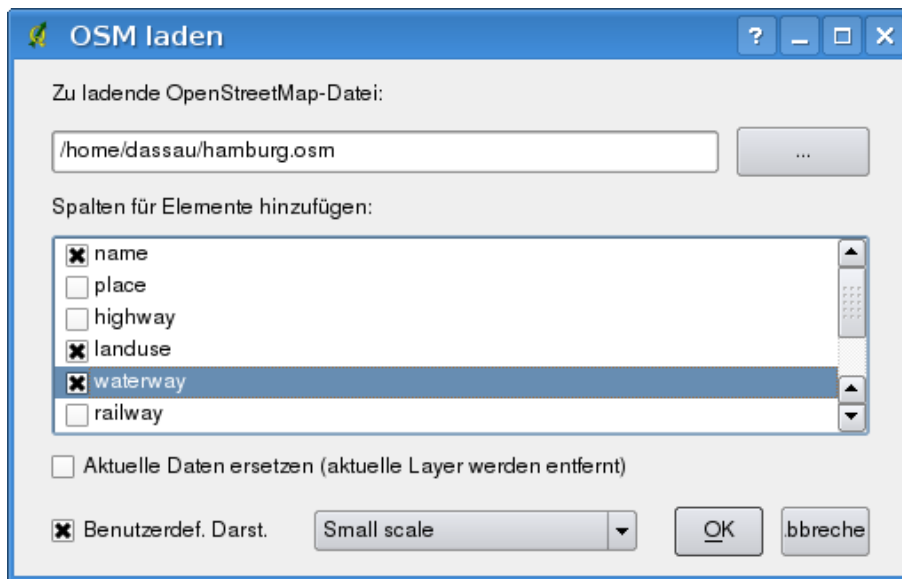 OSM laden
?
Zu ladende OpenStreetMap-Datei:
/home/dassau/hamburg.osm
...
Spalten für Elemente hinzufügen:
name
place
highway
landuse
waterway
railway
Aktuelle Daten ersetzen (aktuelle Layer werden entfernt)
Benutzerdef. Darst.
Small scale
OK
.bbreche